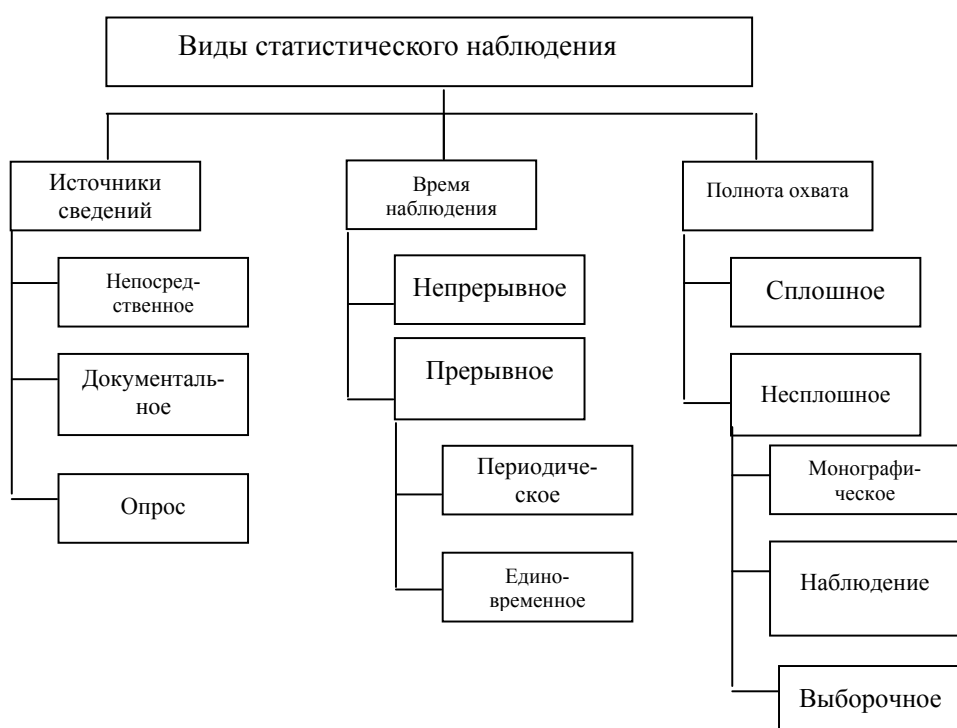 Виды статистического наблюдения
Источники
сведений
Непосред-
ственное
Документаль-
ное
Опрос
Время
наблюдения
Непрерывное
Прерывное
Периодиче-
ское
Едино-
временное
Полнота охвата
Сплошное
Несплошное
Монографи-
ческое
Наблюдение
Выборочное